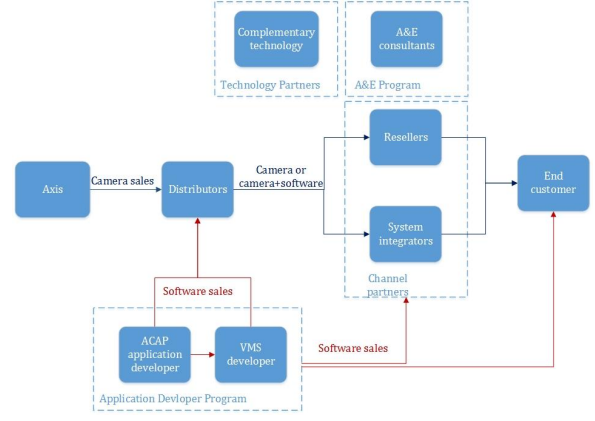 Complementary
technology
Technology Partners
A&E
consultants
A&E Program
Resellers
Axis
Camera sales
Distributors
Camera or
camera+software
End
customer
System
integrators
Channel
partners
Software sales
ACAP
application
developer
VMS
developer
Software sales
Application Devloper Program